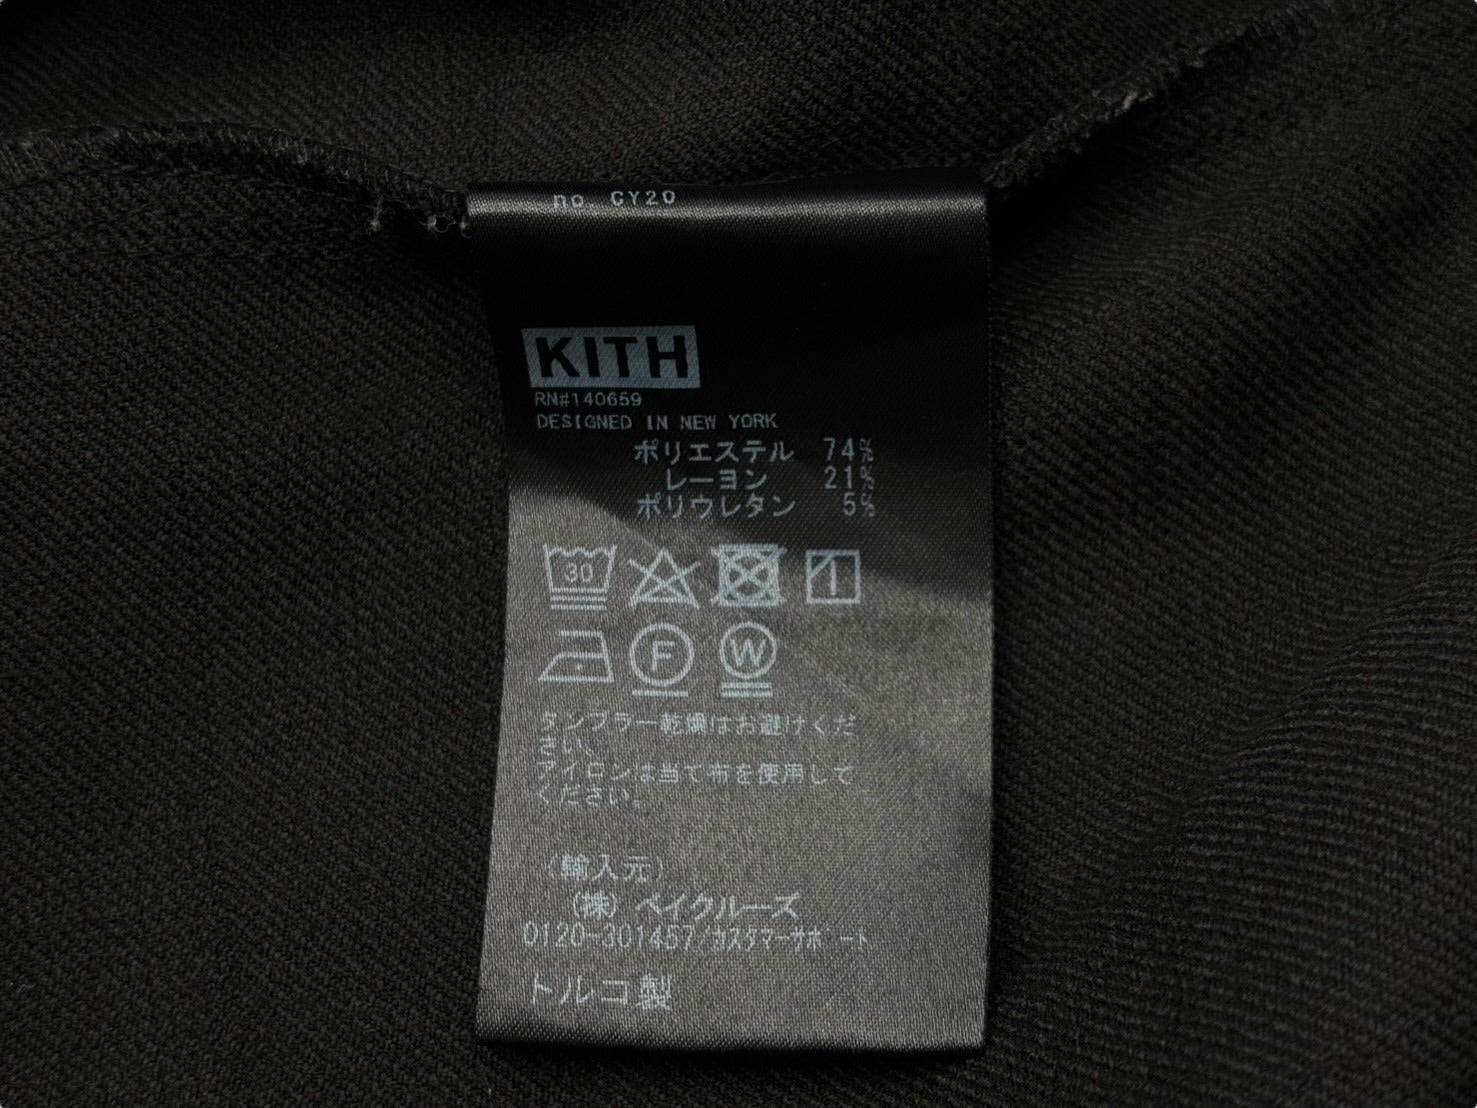 no CY20
KITH
RN#140659
DESIGNED IN NEW YORK
ポリエステル 74%
レーヨン 21%
ポリウレタン 5%
30
F W
タンブラー乾燥はお避けくだ
さい。
アイロンは当て布を使用して
ください。
(輸入元)
(株) ベイクルーズ
0120-301457/カスタマーサポート
トルコ製